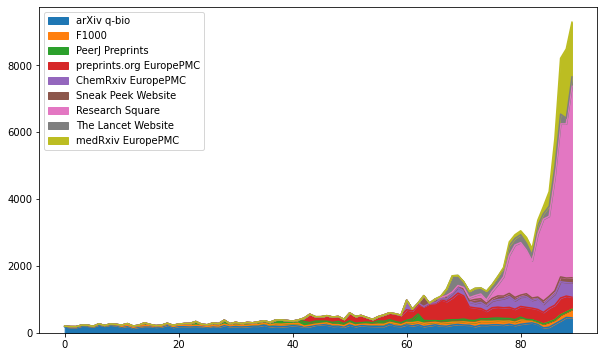 arXiv q-bio
F1000
PeerJ Preprints
preprints.org EuropePMC
ChemRxiv EuropePMC
Sneak Peek Website
Research Square
The Lancet Website
medRxiv EuropePMC
8000
6000
4000
2000
0
0 20 40 60 80